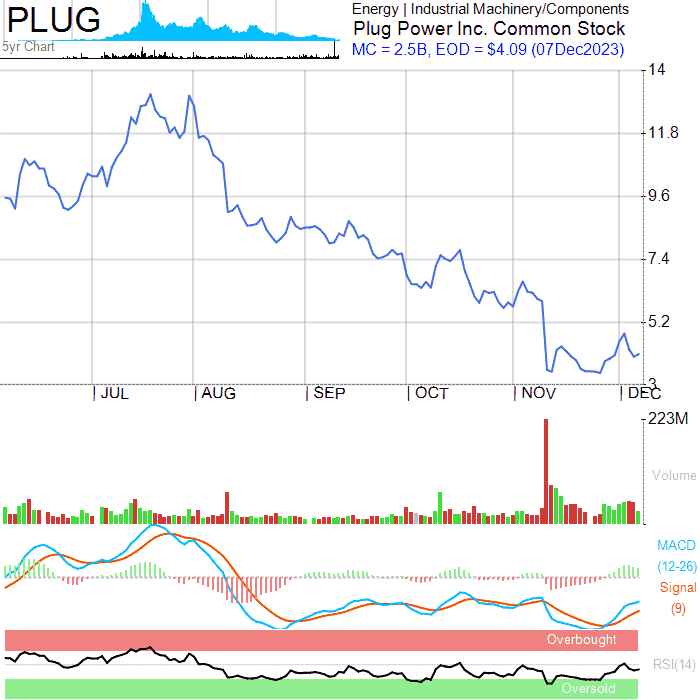 PLUG
5yr Chart
Energy | Industrial Machinery/Components
Plug Power Inc. Common Stock
MC = 2.5B, EOD = $4.09 (07Dec2023)
14
11.8
9.6
7.4
5.2
3
JUL AUG SEP OCT NOV DEC
223M
Volume
MACD
(12-26)
Signal
(9)
Overbought
RSI(14)
Oversold